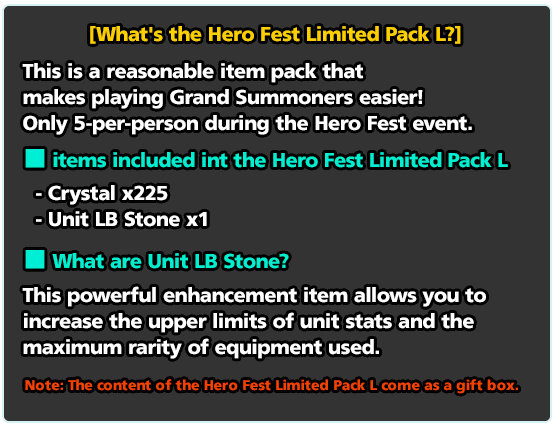 [What's the Hero Fest Limited Pack L?]
This is a reasonable item pack that
makes playing Grand Summoners easier!
Only 5-per-person during the Hero Fest event.
■ items included int the Hero Fest Limited Pack L
- Crystal x225
- Unit LB Stone x1
■ What are Unit LB Stone?
This powerful enhancement item allows you to
increase the upper limits of unit stats and the
maximum rarity of equipment used.
Note: The content of the Hero Fest Limited Pack L come as a gift box.